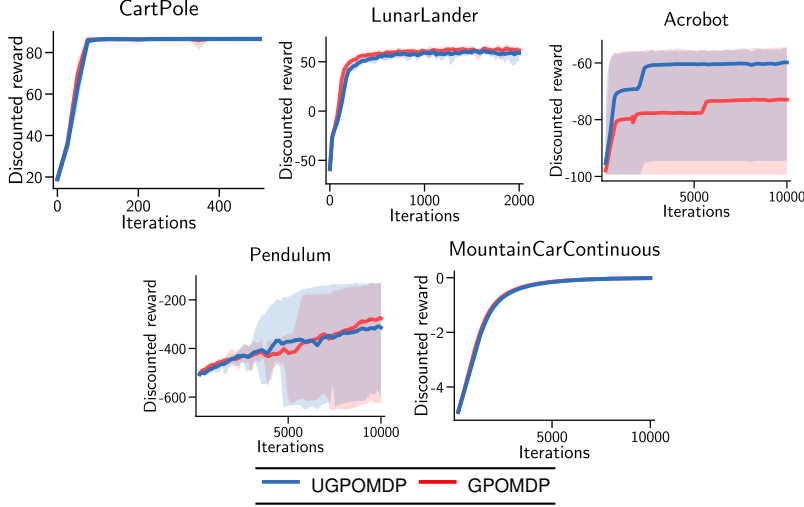 CartPole
LunarLander
Acrobot
Discounted reward
80
60
40
20
0
200
400
Iterations
Discounted reward
50
0
-50
0
1000
2000
Iterations
Discounted reward
-60
-80
-100
5000
10000
Iterations
Pendulum
MountainCarContinuous
Discounted reward
-200
-400
-600
5000
10000
Iterations
Discounted reward
0
-2
-4
5000
10000
Iterations
UGPOMDP GPOMDP